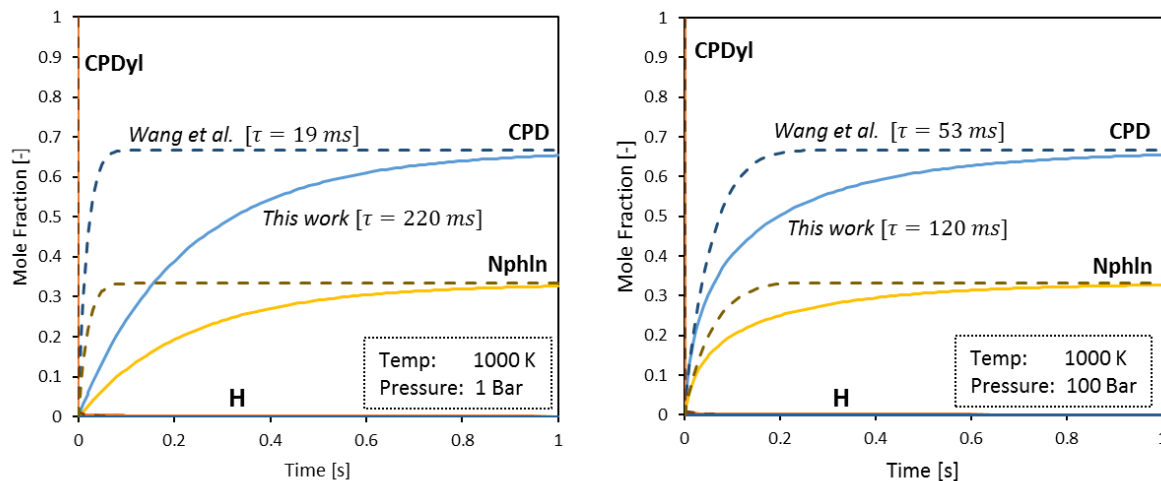 1
0.9
0.8
0.7
0.6
0.5
0.4
0.3
0.2
0.1
0
Mole Fraction [-]
CPDyl
Wang et al. [τ = 19 ms]
CPD
This work [τ = 220 ms]
Nphln
Temp: 1000 K
Pressure: 1 Bar
H
0 0.2 0.4 0.6 0.8 1
Time [s]
1
0.9
0.8
0.7
0.6
0.5
0.4
0.3
0.2
0.1
0
Mole Fraction [-]
CPDyl
Wang et al. [τ = 53 ms]
CPD
This work [τ = 120 ms]
Nphln
Temp: 1000 K
Pressure: 100 Bar
H
0 0.2 0.4 0.6 0.8 1
Time [s]